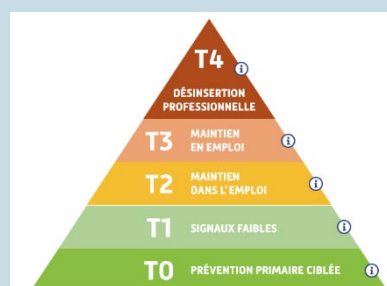 T4
DÉSINSERTION
PROFESSIONNELLE
T3 MAINTIEN
EN EMPLOI
T2 MAINTIEN
DANS L'EMPLOI
T1 SIGNAUX FAIBLES
T0 PRÉVENTION PRIMAIRE CIBLÉE